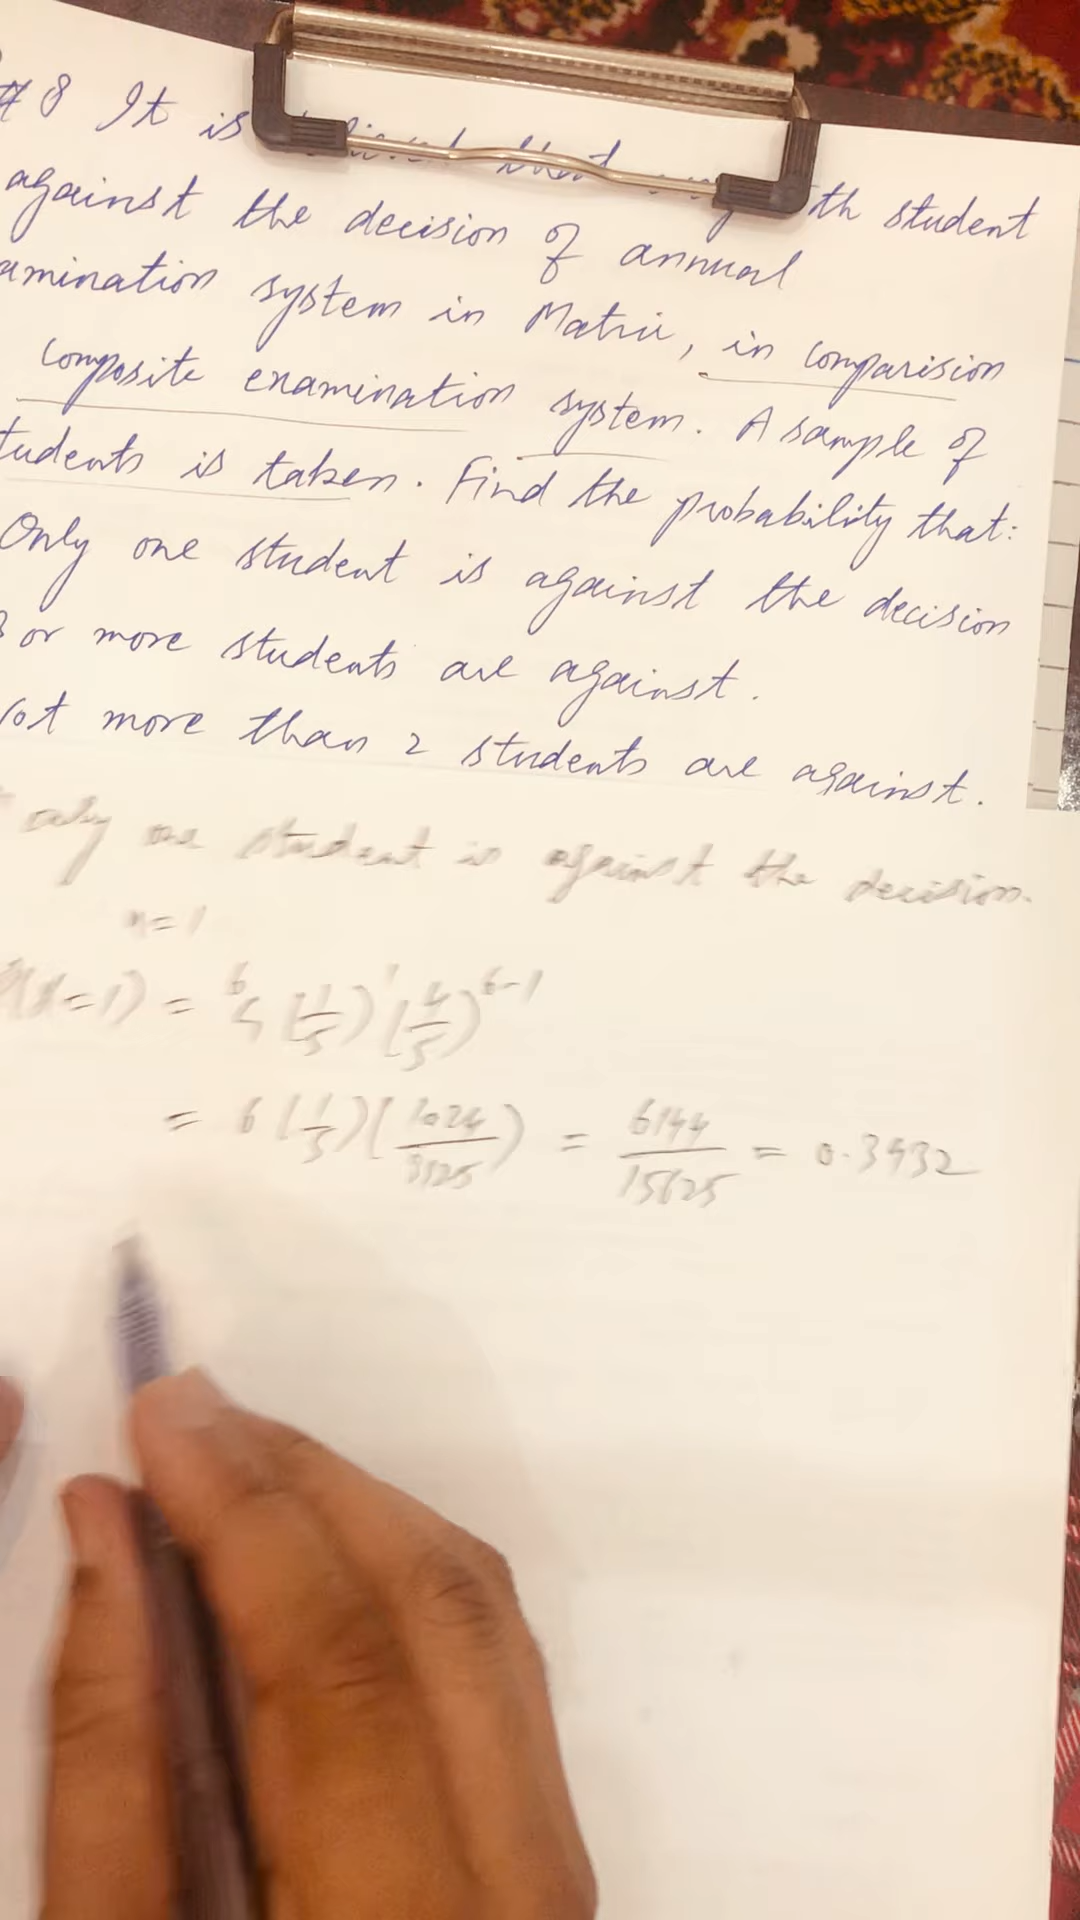 # 8 It is that th student
against the decision of annual
amination system in Matric, in comparision
composite examination system. A sample of
tudents is taken. Find the probability that:
Only one student is against the decision
or more students are against.
ot more than 2 students are against.
only one student is against the decision.
x=1
P(X=1) = ⁶C₁ (1/5)¹ (4/5)⁶⁻¹
= 6 (1/5) (1024/3125) = 6144/15625 = 0.3932